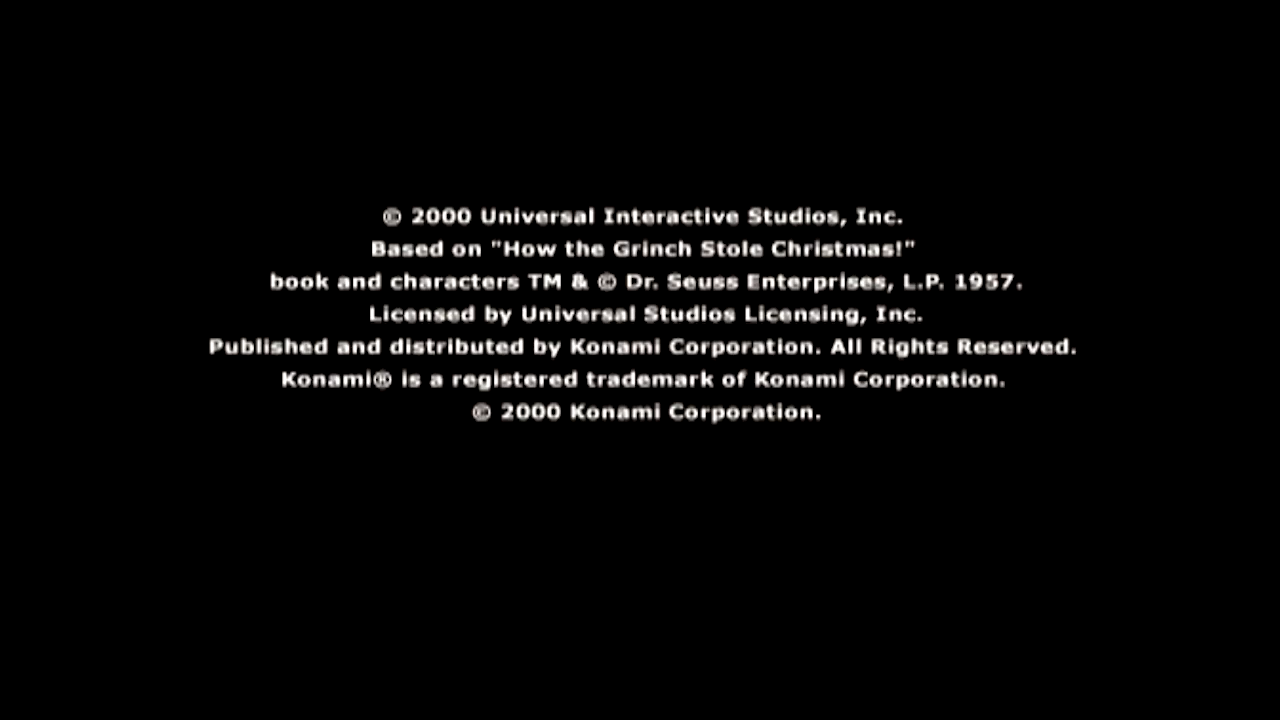 © 2000 Universal Interactive Studios, Inc.
Based on "How the Grinch Stole Christmas!"
book and characters TM & © Dr. Seuss Enterprises, L.P. 1957.
Licensed by Universal Studios Licensing, Inc.
Published and distributed by Konami Corporation. All Rights Reserved.
Konami® is a registered trademark of Konami Corporation.
© 2000 Konami Corporation.